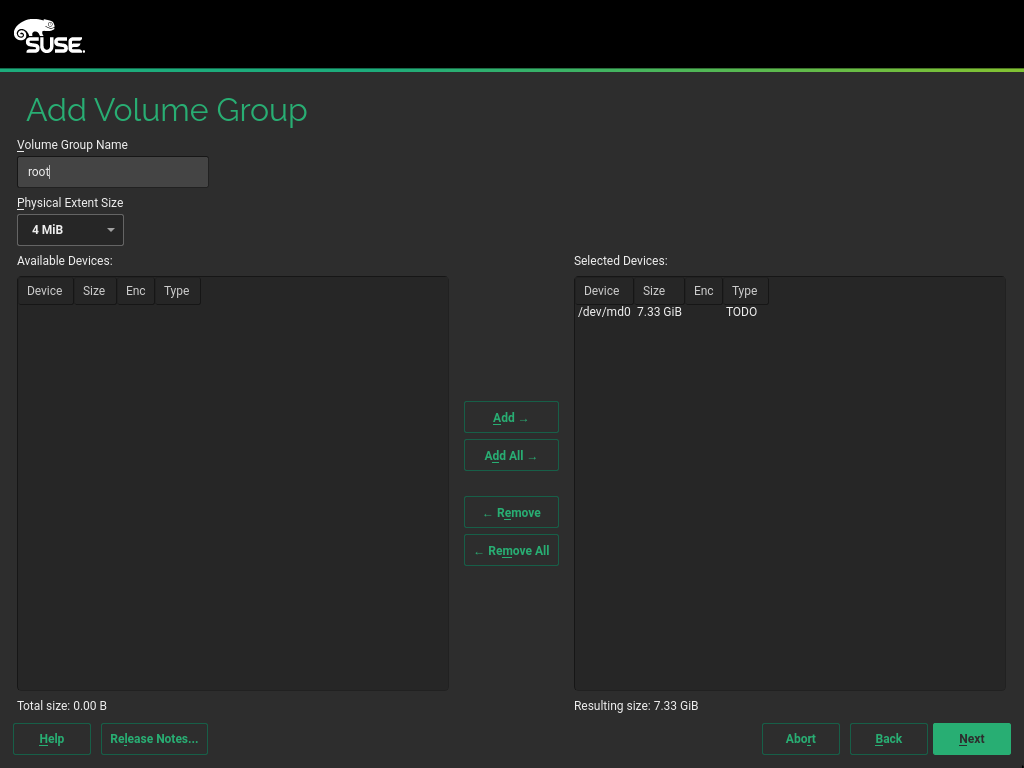 SUSE.
Add Volume Group
Volume Group Name
root
Physical Extent Size
4 MiB
Available Devices:
Device Size Enc Type
Selected Devices:
Device Size Enc Type
/dev/md0 7.33 GiB TODO
Add →
Add All →
← Remove
← Remove All
Total size: 0.00 B
Resulting size: 7.33 GiB
Help Release Notes... Abort Back Next